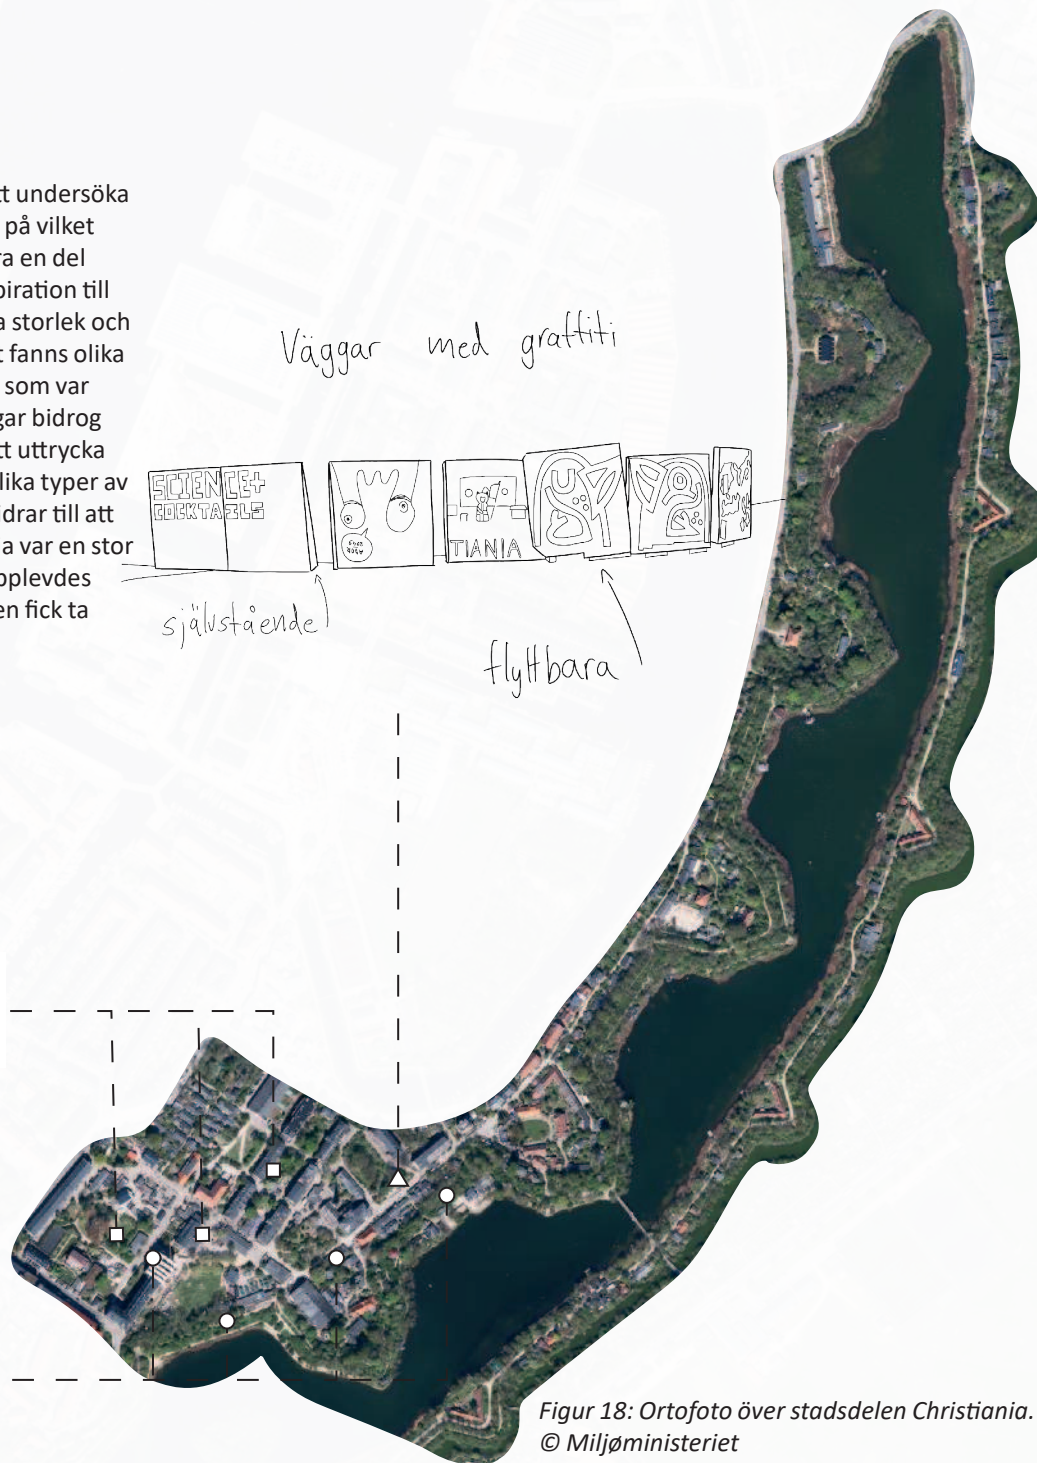 tt undersöka
på vilket
ra en del
piration till
a storlek och
t fanns olika
som var
gar bidrog
tt uttrycka
lika typer av
idrar till att
a var en stor
pplevdes
en fick ta
Väggar med graffiti
SCIENCE+
COCKTAILS
TIANIA
självstående
flyttbara
Figur 18: Ortofoto över stadsdelen Christiania.
© Miljøministeriet